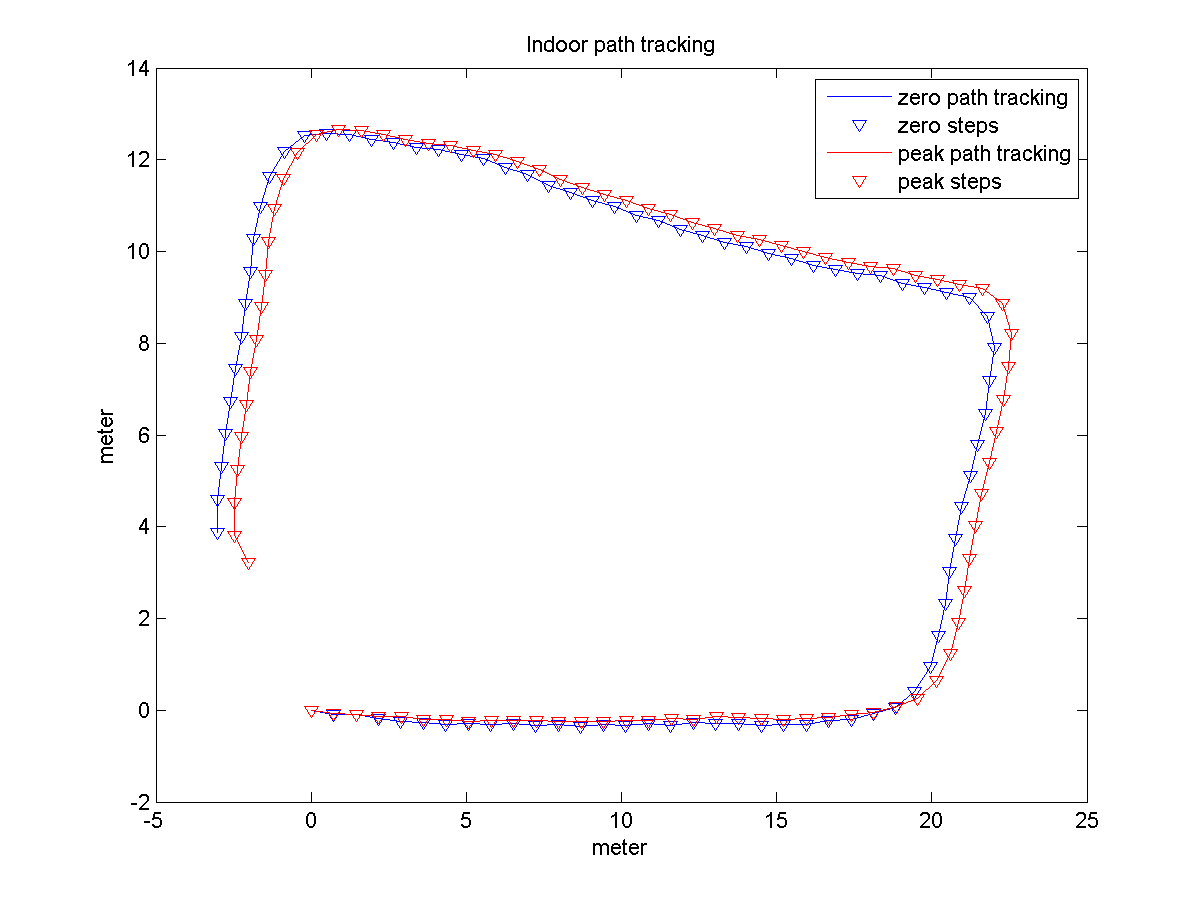 Indoor path tracking
14
12
10
8
6
4
2
0
-2
-5
0
5
10
15
20
25
meter
meter
zero path tracking
zero steps
peak path tracking
peak steps